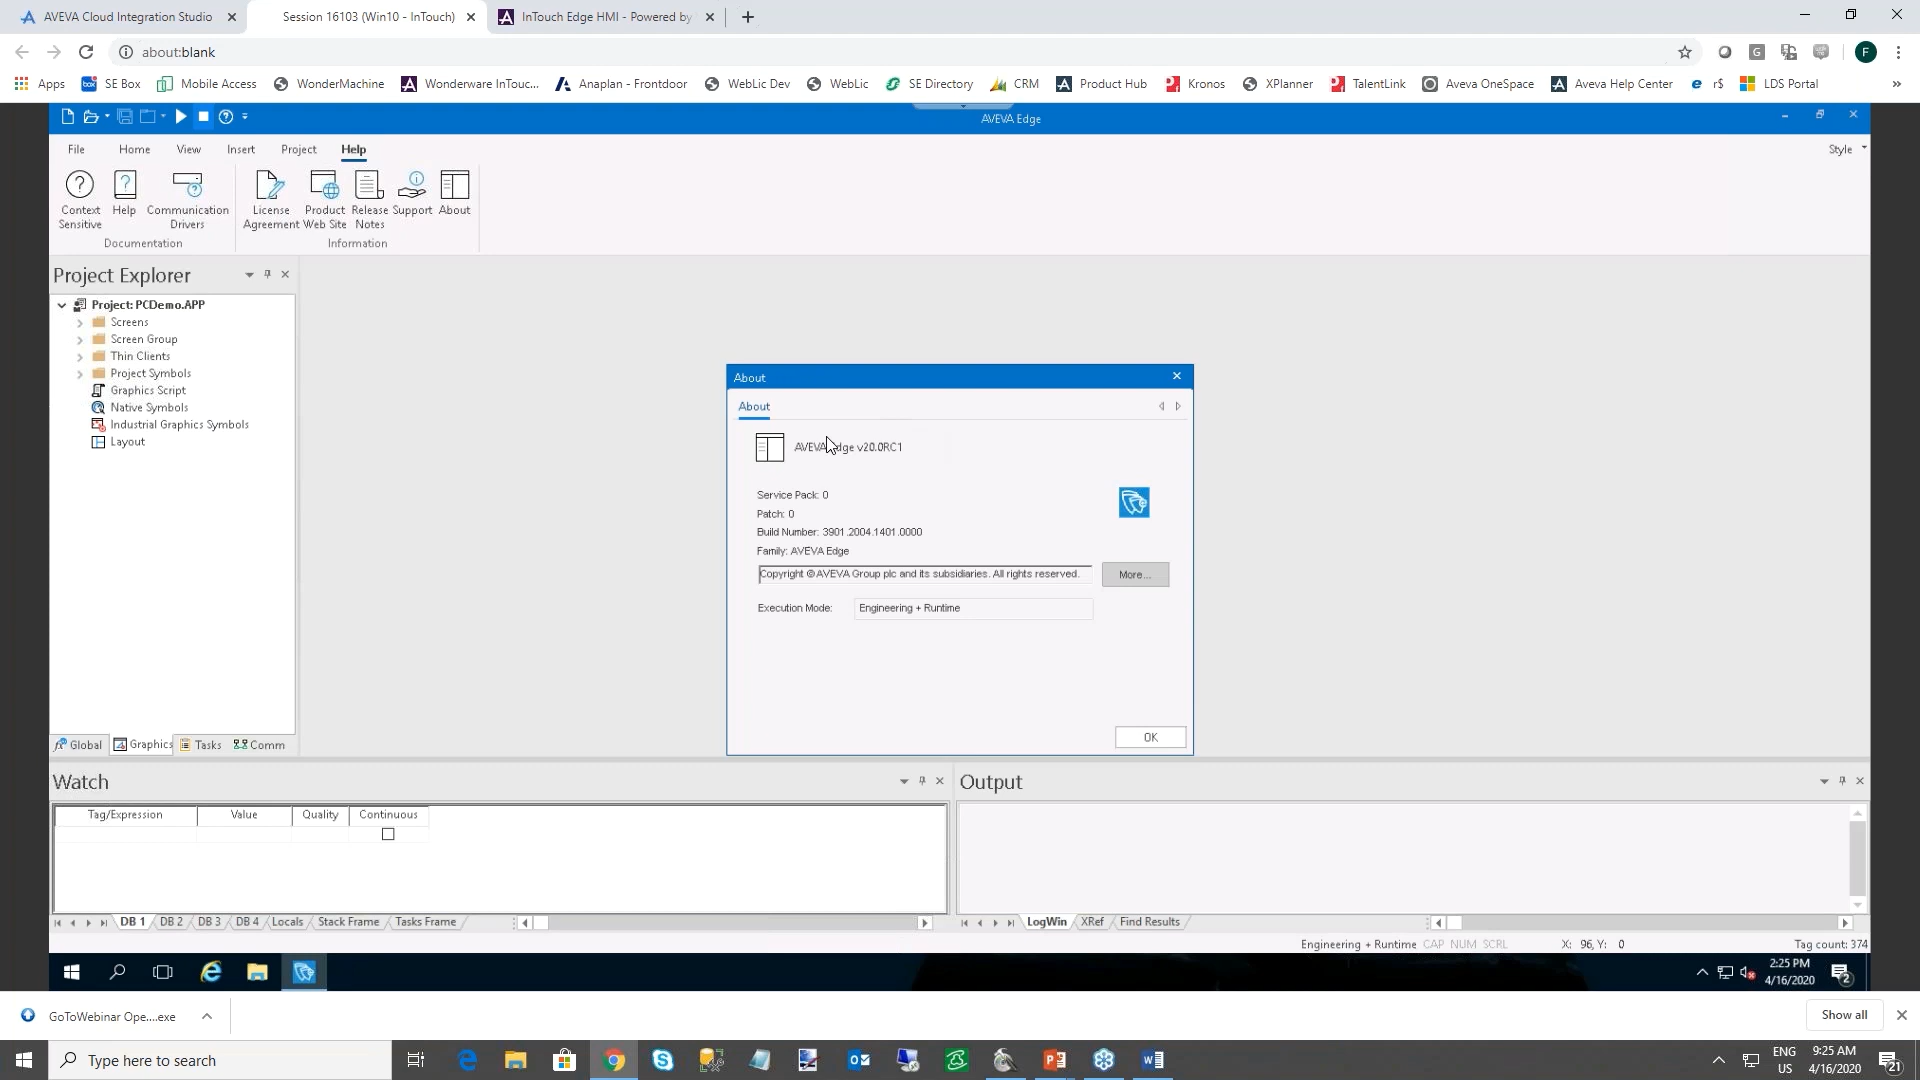 AVEVA Cloud Integration Studio
Session 16103 (Win10 - InTouch)
InTouch Edge HMI - Powered by
about:blank
F
Apps
SE Box
Mobile Access
WonderMachine
Wonderware InTouc...
Anaplan - Frontdoor
WebLic Dev
WebLic
SE Directory
CRM
Product Hub
Kronos
XPlanner
TalentLink
Aveva OneSpace
Aveva Help Center
r$
LDS Portal
AVEVA Edge
File
Home
View
Insert
Project
Help
Style
Context
Sensitive
Help
Communication
Drivers
Documentation
License
Agreement
Product
Web Site
Release
Notes
Support
About
Information
Project Explorer
Project: PCDemo.APP
Screens
Screen Group
Thin Clients
Project Symbols
Graphics Script
Native Symbols
Industrial Graphics Symbols
Layout
Global
Graphics
Tasks
Comm
About
About
AVEVA Edge v20.0RC1
Service Pack: 0
Patch: 0
Build Number: 3901.2004.1401.0000
Family: AVEVA Edge
Copyright © AVEVA Group plc and its subsidiaries. All rights reserved.
More...
Execution Mode:
Engineering + Runtime
OK
Watch
Tag/Expression
Value
Quality
Continuous
DB 1
DB 2
DB 3
DB 4
Locals
Stack Frame
Tasks Frame
Output
LogWin
XRef
Find Results
Engineering + Runtime CAP NUM SCRL
X: 96, Y: 0
Tag count: 374
2:25 PM
4/16/2020
2
GoToWebinar Ope....exe
Show all
Type here to search
ENG
US
9:25 AM
4/16/2020
21